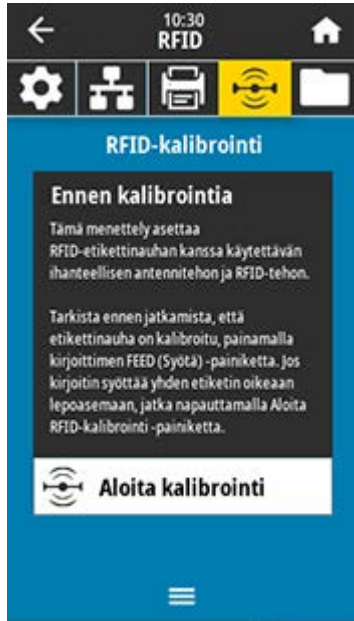 10:30
RFID
RFID-kalibrointi
Ennen kalibrointia
Tämä menettely asettaa
RFID-etikettinauhan kanssa käytettävän
ihanteellisen antennitehon ja RFID-tehon.
Tarkista ennen jatkamista, että
etikettinauha on kalibroitu, painamalla
kirjoittimen FEED (Syötä) -painiketta. Jos
kirjoitin syöttää yhden etiketin oikeaan
lepoasemaan, jatka napauttamalla Aloita
RFID-kalibrointi -painiketta.
Aloita kalibrointi